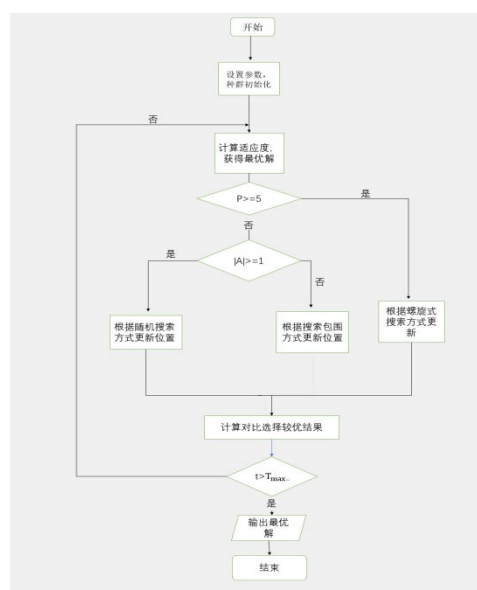 开始
设置参数，
种群初始化
否
计算适应度,
获得最优解
P>=5
是
否
|A|>=1
是
否
根据随机搜索
方式更新位置
根据搜索包围
方式更新位置
根据螺旋式
搜索方式更
新
计算对比选择较优结果
t>Tmax..
是
输出最优
解
结束